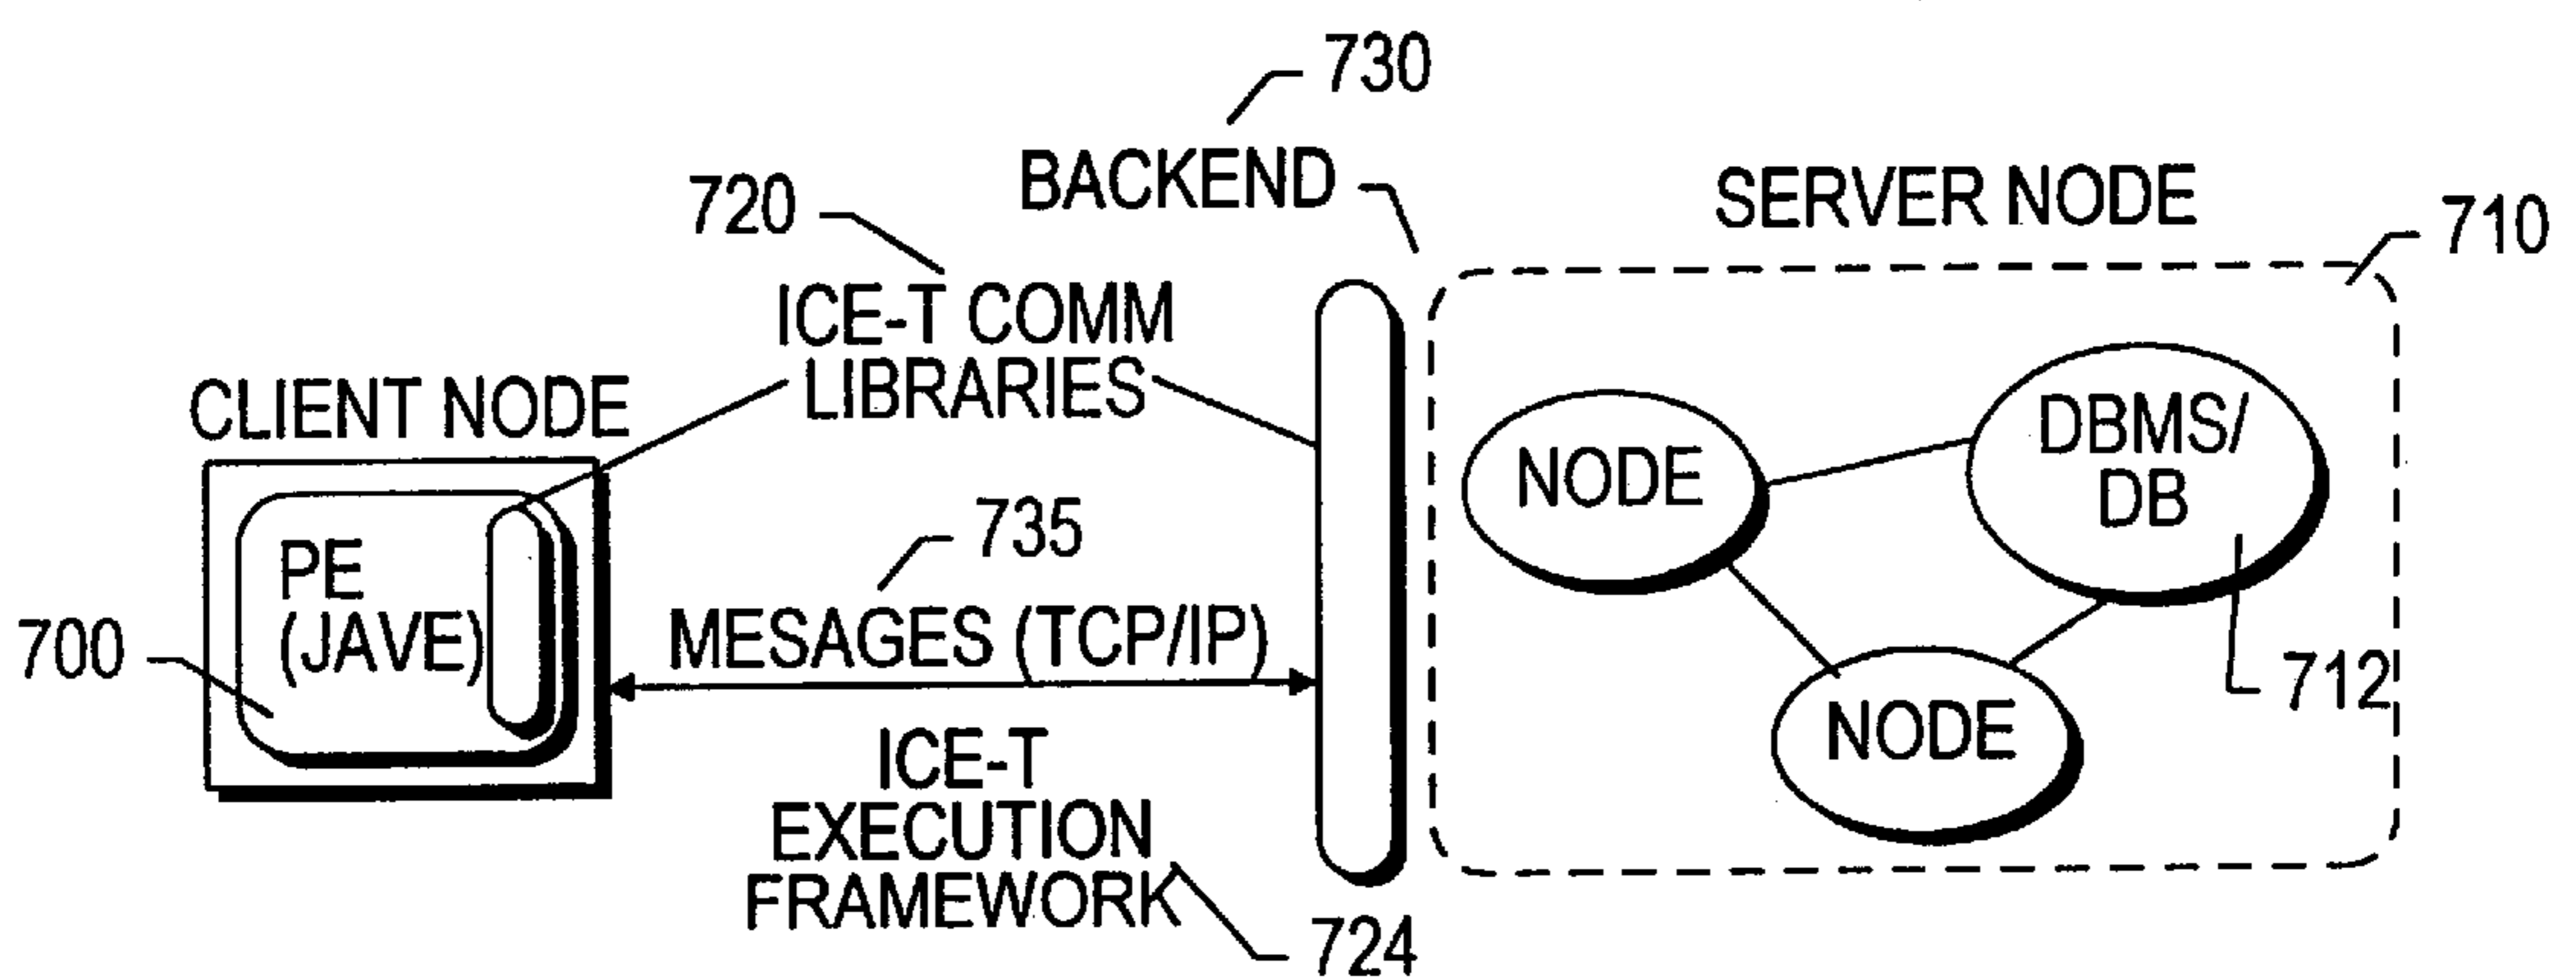 730
BACKEND
720
SERVER NODE
710
ICE-T COMM
LIBRARIES
CLIENT NODE
DBMS/
DB
NODE
735
PE
(JAVE)
700
MESAGES (TCP/IP)
712
NODE
ICE-T
EXECUTION
FRAMEWORK
724